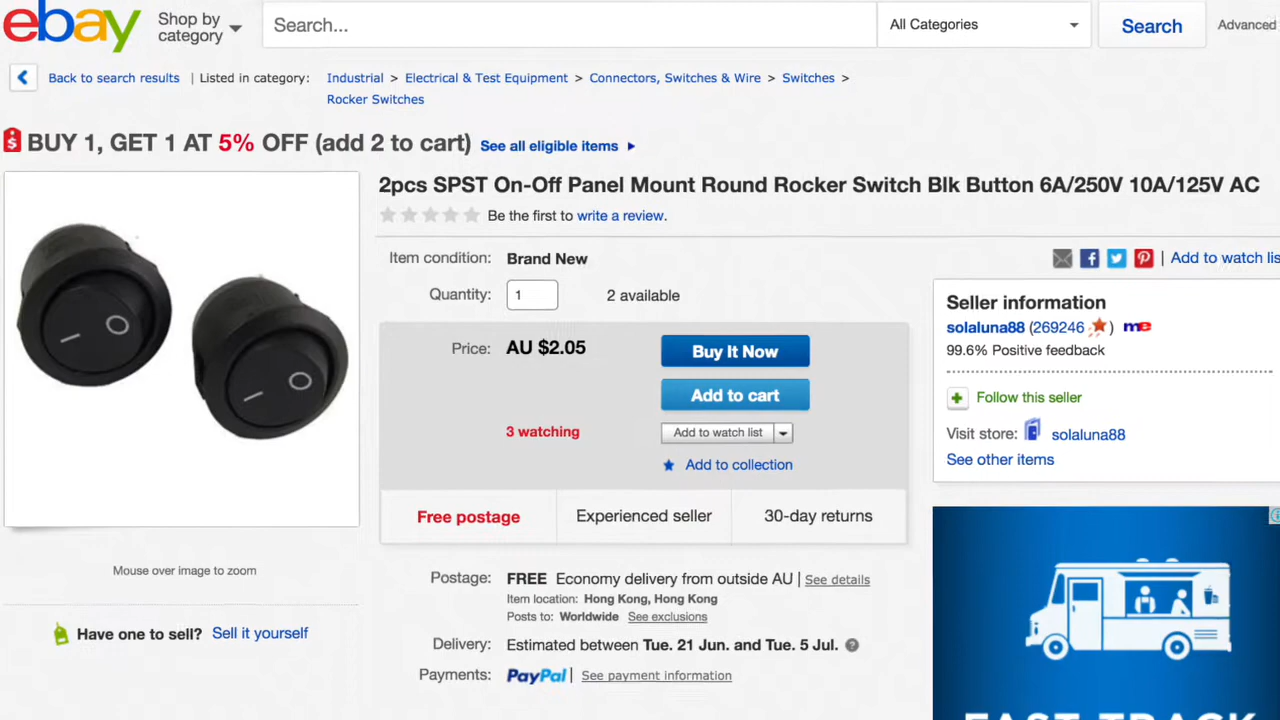 ebay
Shop by
category
Search...
All Categories
Search
Advanced
Back to search results | Listed in category: Industrial > Electrical & Test Equipment > Connectors, Switches & Wire > Switches >
Rocker Switches
$ BUY 1, GET 1 AT 5% OFF (add 2 to cart) See all eligible items
2pcs SPST On-Off Panel Mount Round Rocker Switch Blk Button 6A/250V 10A/125V AC
Be the first to write a review.
Item condition: Brand New
| Add to watch lis
Quantity: 1 2 available
Price: AU $2.05
Buy It Now
Add to cart
3 watching
Add to watch list
Add to collection
Free postage
Experienced seller
30-day returns
Seller information
solaluna88 (269246 ) me
99.6% Positive feedback
+ Follow this seller
Visit store: solaluna88
See other items
Mouse over image to zoom
Have one to sell? Sell it yourself
Postage: FREE Economy delivery from outside AU | See details
Item location: Hong Kong, Hong Kong
Posts to: Worldwide See exclusions
Delivery: Estimated between Tue. 21 Jun. and Tue. 5 Jul. ?
Payments: PayPal | See payment information
FAST TRACK